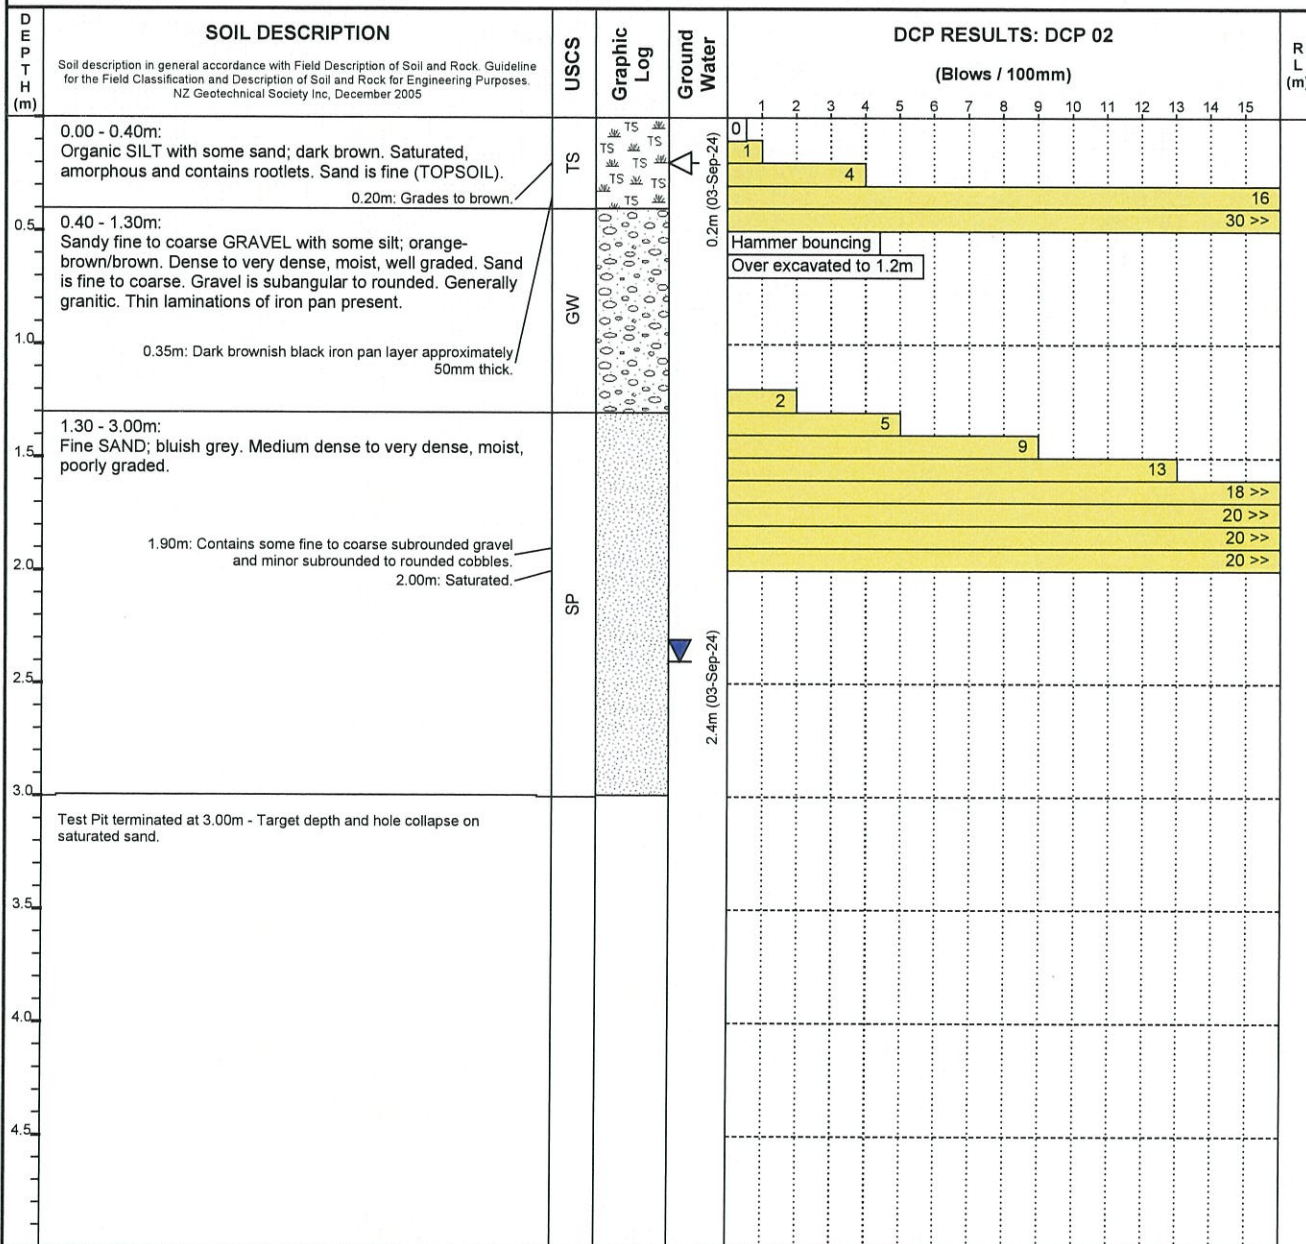 DEPTH
(m)
SOIL DESCRIPTION
Soil description in general accordance with Field Description of Soil and Rock. Guideline
for the Field Classification and Description of Soil and Rock for Engineering Purposes.
NZ Geotechnical Society Inc, December 2005
USCS
Graphic
Log
Ground
Water
DCP RESULTS: DCP 02
(Blows / 100mm)
1 2 3 4 5 6 7 8 9 10 11 12 13 14 15
RL
(m)
0.00 - 0.40m:
Organic SILT with some sand; dark brown. Saturated,
amorphous and contains rootlets. Sand is fine (TOPSOIL).
0.20m: Grades to brown.
TS
TS
TS TS
TS
TS TS
TS
0.2m (03-Sep-24)
0
1
4
16
30 >>
0.5
0.40 - 1.30m:
Sandy fine to coarse GRAVEL with some silt; orange-
brown/brown. Dense to very dense, moist, well graded. Sand
is fine to coarse. Gravel is subangular to rounded. Generally
granitic. Thin laminations of iron pan present.
GW
Hammer bouncing
Over excavated to 1.2m
1.0
0.35m: Dark brownish black iron pan layer approximately
50mm thick.
2
5
9
13
18 >>
20 >>
20 >>
20 >>
1.30 - 3.00m:
Fine SAND; bluish grey. Medium dense to very dense, moist,
poorly graded.
1.5
1.90m: Contains some fine to coarse subrounded gravel
and minor subrounded to rounded cobbles.
2.0
2.00m: Saturated.
SP
2.4m (03-Sep-24)
2.5
3.0
Test Pit terminated at 3.00m - Target depth and hole collapse on
saturated sand.
3.5
4.0
4.5